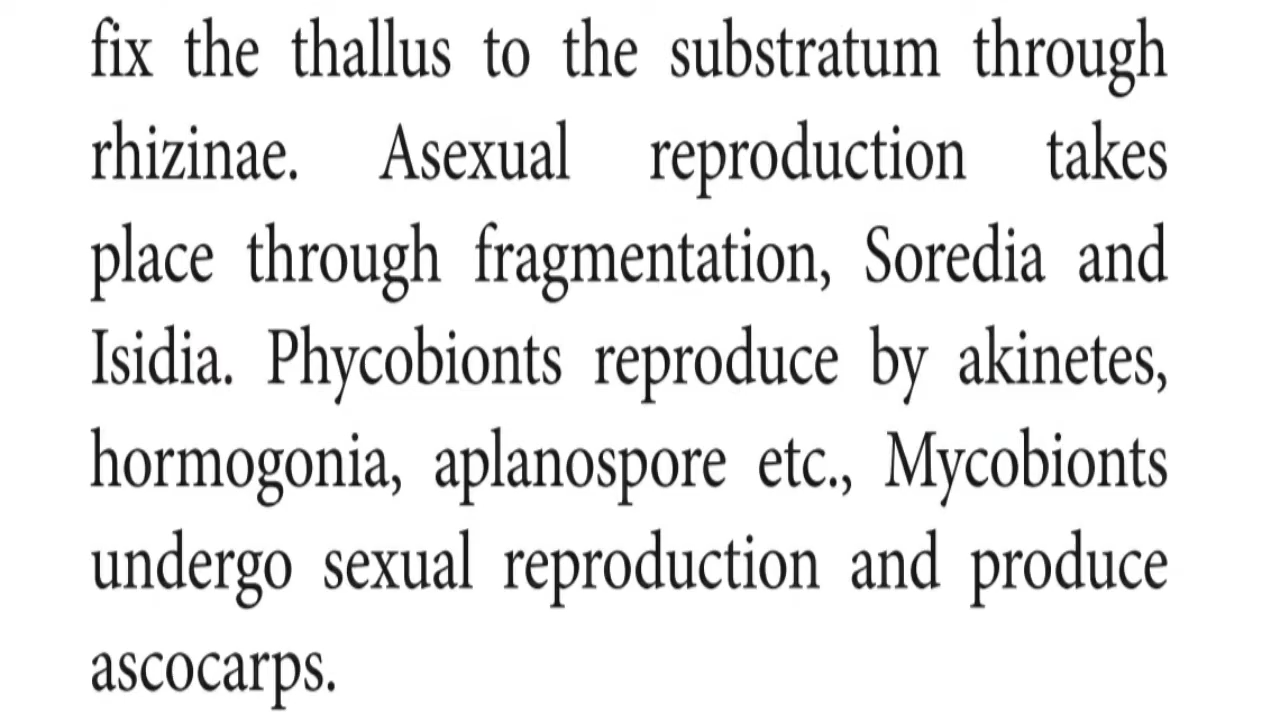 fix the thallus to the substratum through
rhizinae. Asexual reproduction takes
place through fragmentation, Soredia and
Isidia. Phycobionts reproduce by akinetes,
hormogonia, aplanospore etc., Mycobionts
undergo sexual reproduction and produce
ascocarps.